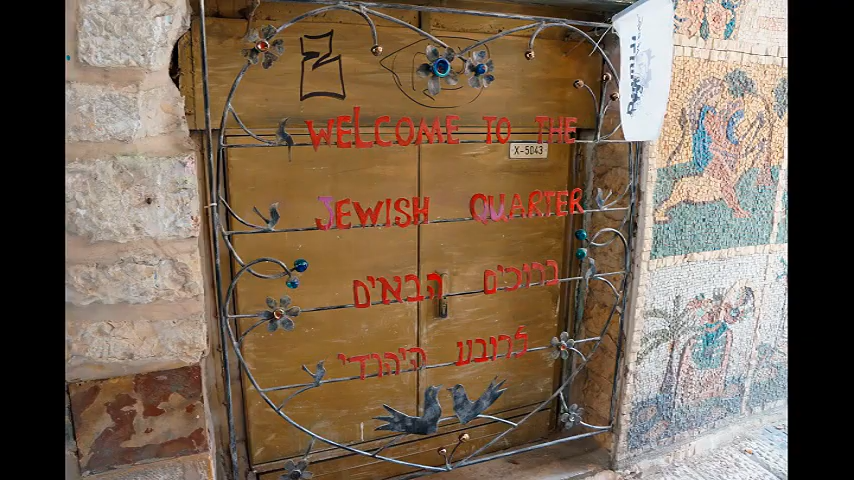 WELCOME TO THE
X-5043
JEWISH QUARTER
ברוכים הבאים
לרובע היהודי